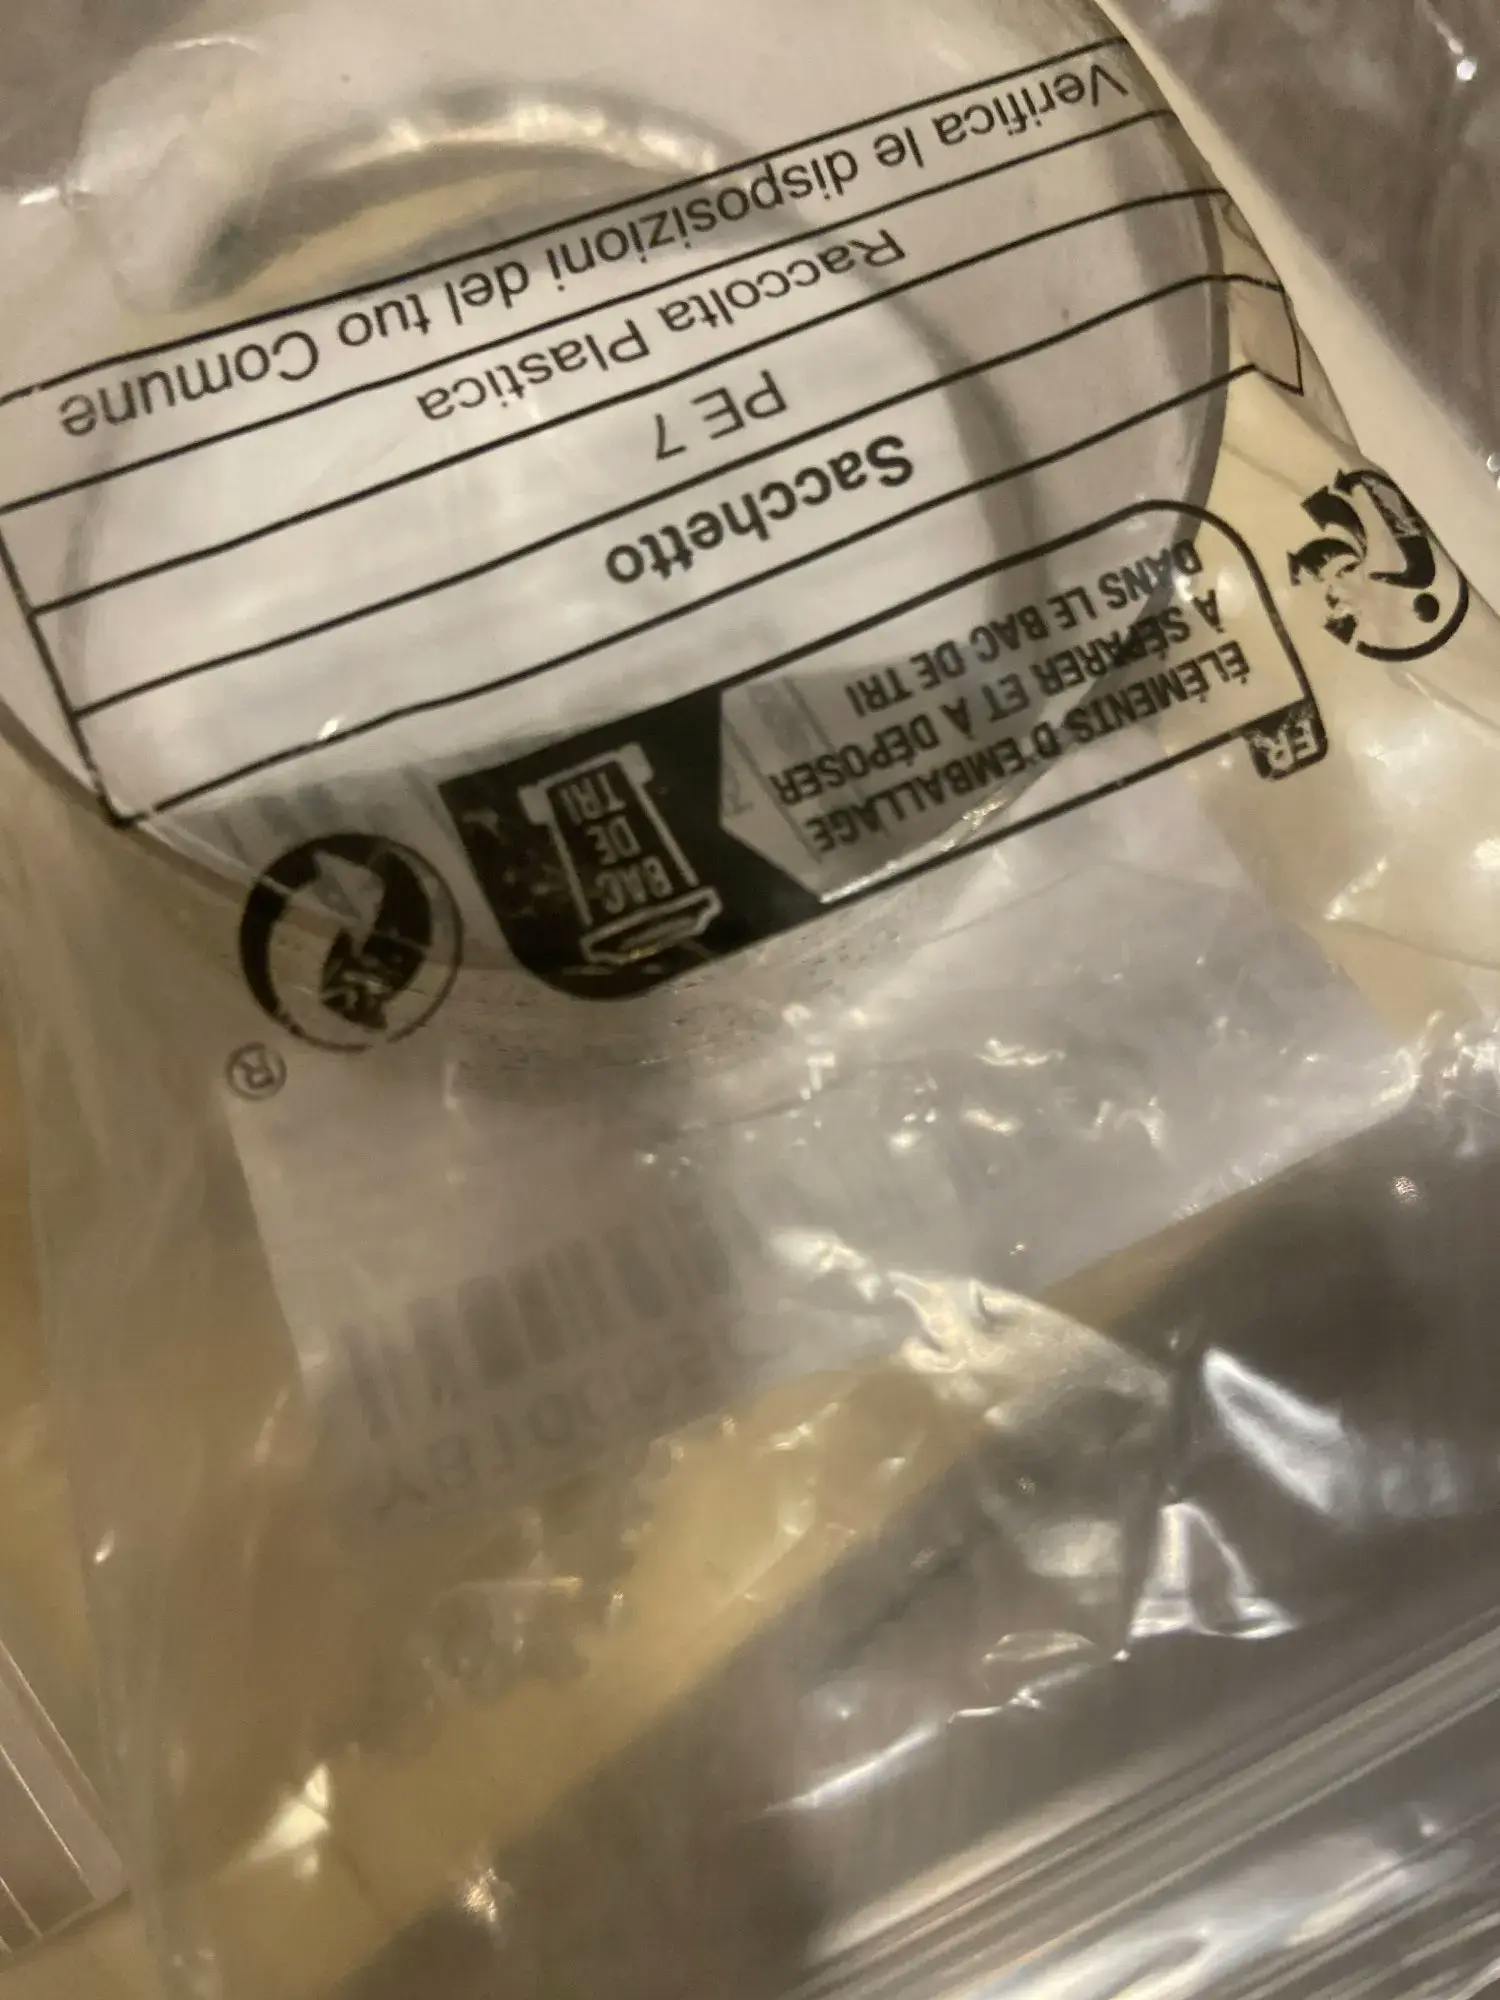 ®
FR
ÉLÉMENTS D'EMBALLAGE
À SÉPARER ET À DÉPOSER
DANS LE BAC DE TRI
BAC
DE
TRI
Sacchetto
PE 7
Raccolta Plastica
Verifica le disposizioni del tuo Comune